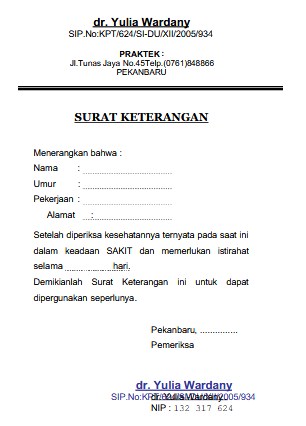 dr. Yulia Wardany
SIP.No:KPT/624/SI-DU/XII/2005/934
PRAKTEK :
Jl.Tunas Jaya No.45Telp.(0761)848866
PEKANBARU
SURAT KETERANGAN
Menerangkan bahwa :
Nama :
Umur :
Pekerjaan :
Alamat :
Setelah diperiksa kesehatannya ternyata pada saat ini
dalam keadaan SAKIT dan memerlukan istirahat
selama ................... hari.
Demikianlah Surat Keterangan ini untuk dapat
dipergunakan seperlunya.
Pekanbaru, ...............
Pemeriksa
dr. Yulia Wardany
SIP.No:KPT/624/SI-DU/XII/2005/934
dr. Yulia Wardany
NIP : 132 317 624